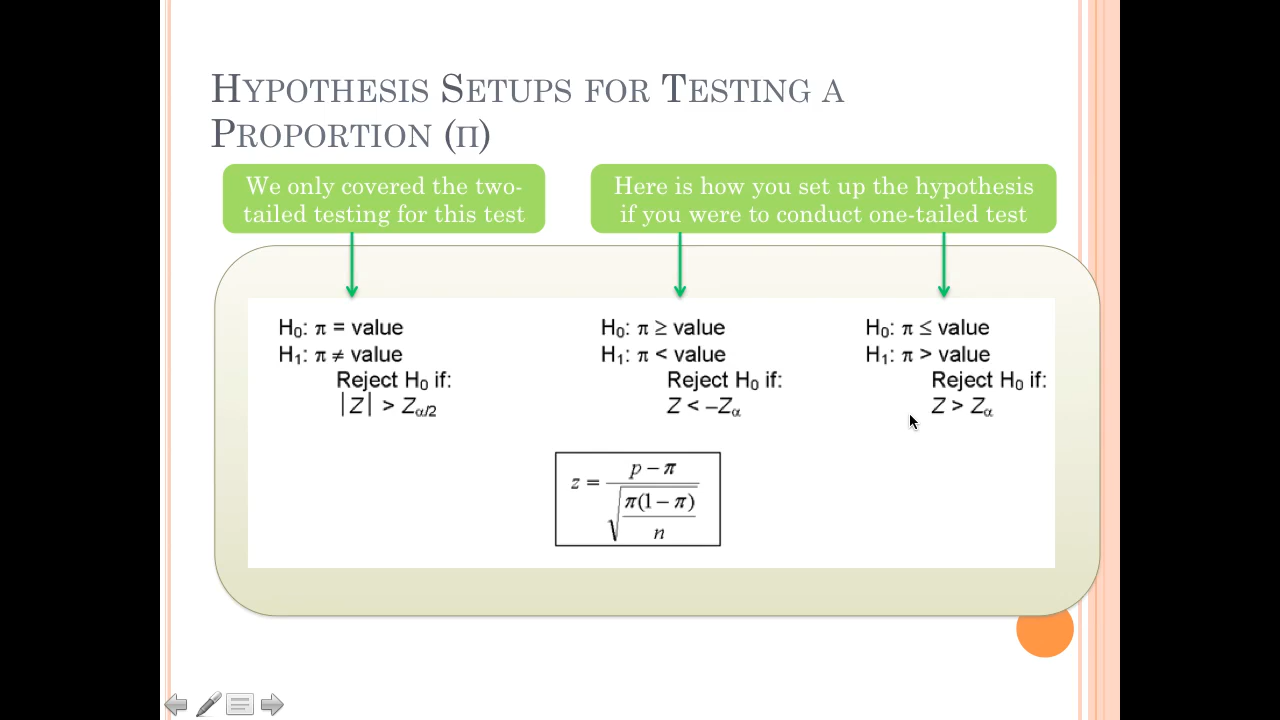 HYPOTHESIS SETUPS FOR TESTING A
PROPORTION (π)
We only covered the two-
tailed testing for this test
Here is how you set up the hypothesis
if you were to conduct one-tailed test
H₀: π = value
H₁: π ≠ value
Reject H₀ if:
|Z| > Zα/2
H₀: π ≥ value
H₁: π < value
Reject H₀ if:
Z < –Zα
H₀: π ≤ value
H₁: π > value
Reject H₀ if:
Z > Zα
z = (p − π) / √(π(1 − π) / n)